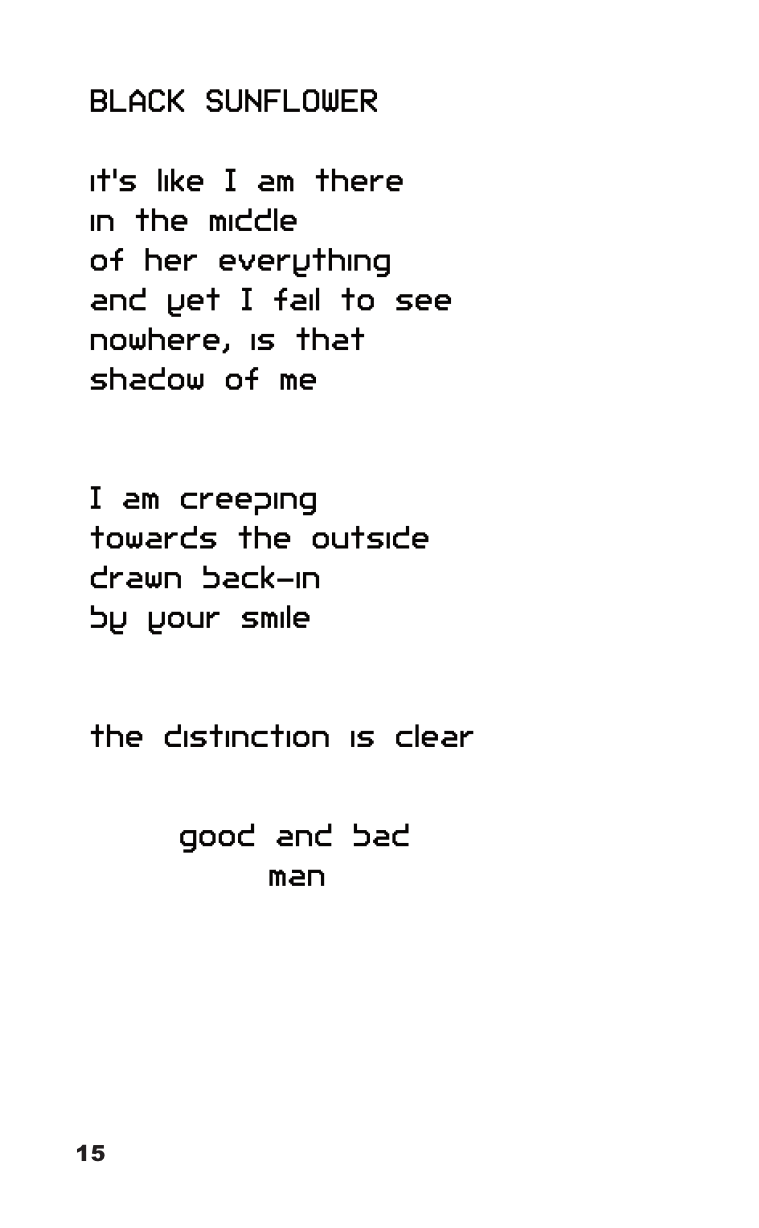 BLACK SUNFLOWER
it's like I am there
in the middle
of her everything
and yet I fail to see
nowhere, is that
shadow of me
I am creeping
towards the outside
drawn back-in
by your smile
the distinction is clear
good and bad
man
15